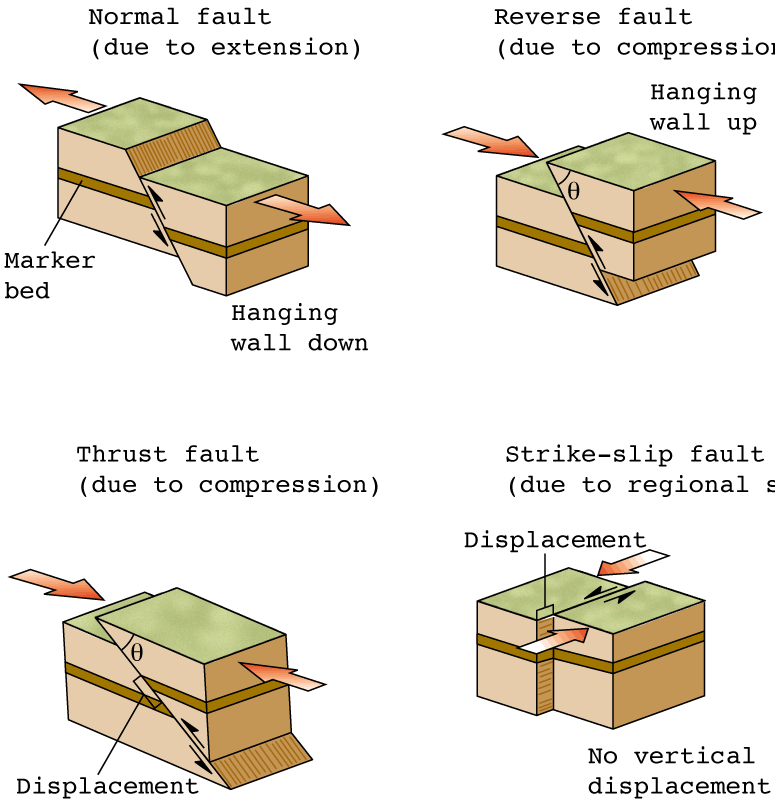 Normal fault
(due to extension)
Reverse fault
(due to compression
Hanging
wall up
θ
Marker
bed
Hanging
wall down
Thrust fault
(due to compression)
Strike-slip fault
(due to regional s
Displacement
θ
Displacement
No vertical
displacement